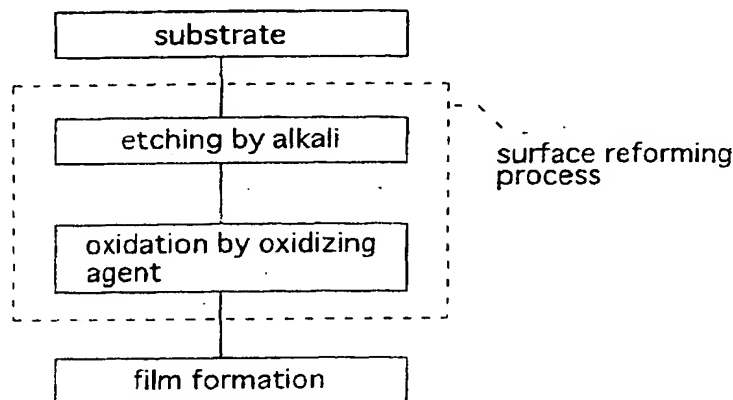 substrate
etching by alkali
surface reforming
process
oxidation by oxidizing
agent
film formation